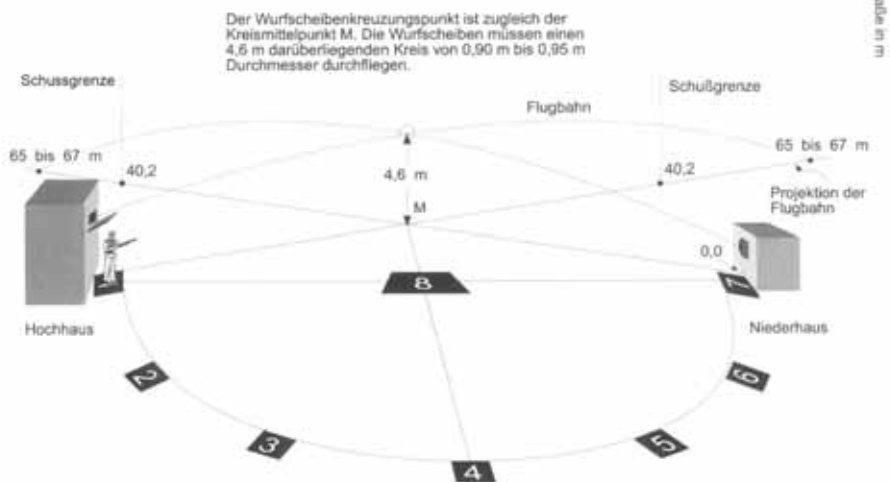 Der Wurfscheibenkreuzungspunkt ist zugleich der
Kreismittelpunkt M. Die Wurfscheiben müssen einen
4,6 m darüberliegenden Kreis von 0,90 m bis 0,95 m
Durchmesser durchfliegen.
aße in m
Schussgrenze
Schußgrenze
Flugbahn
65 bis 67 m
65 bis 67 m
40,2
40,2
4,6 m
Projektion der
Flugbahn
M
0,0
1
8
7
Hochhaus
Niederhaus
2
6
3
5
4